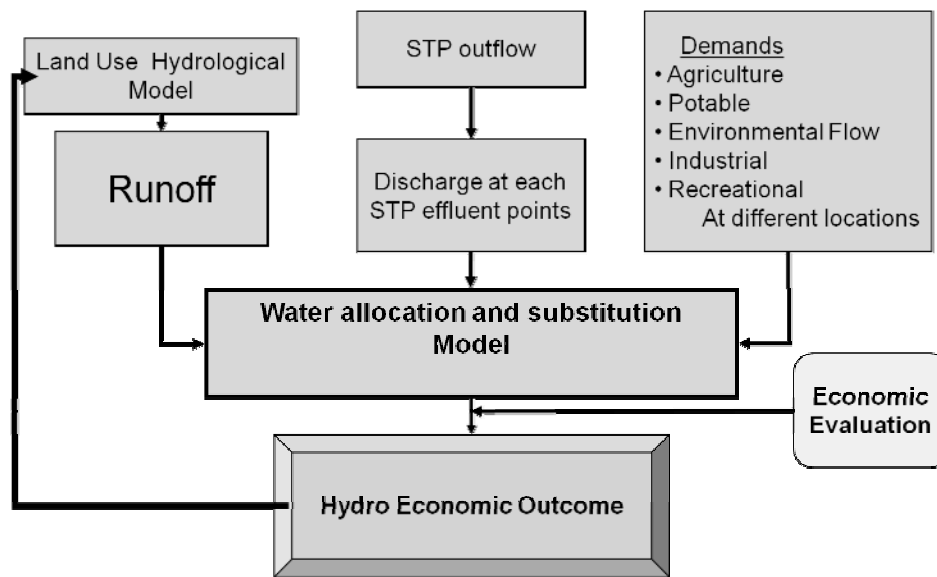 Land Use Hydrological
Model
Runoff
STP outflow
Discharge at each
STP effluent points
Demands
• Agriculture
• Potable
• Environmental Flow
• Industrial
• Recreational
At different locations
Water allocation and substitution
Model
Economic
Evaluation
Hydro Economic Outcome